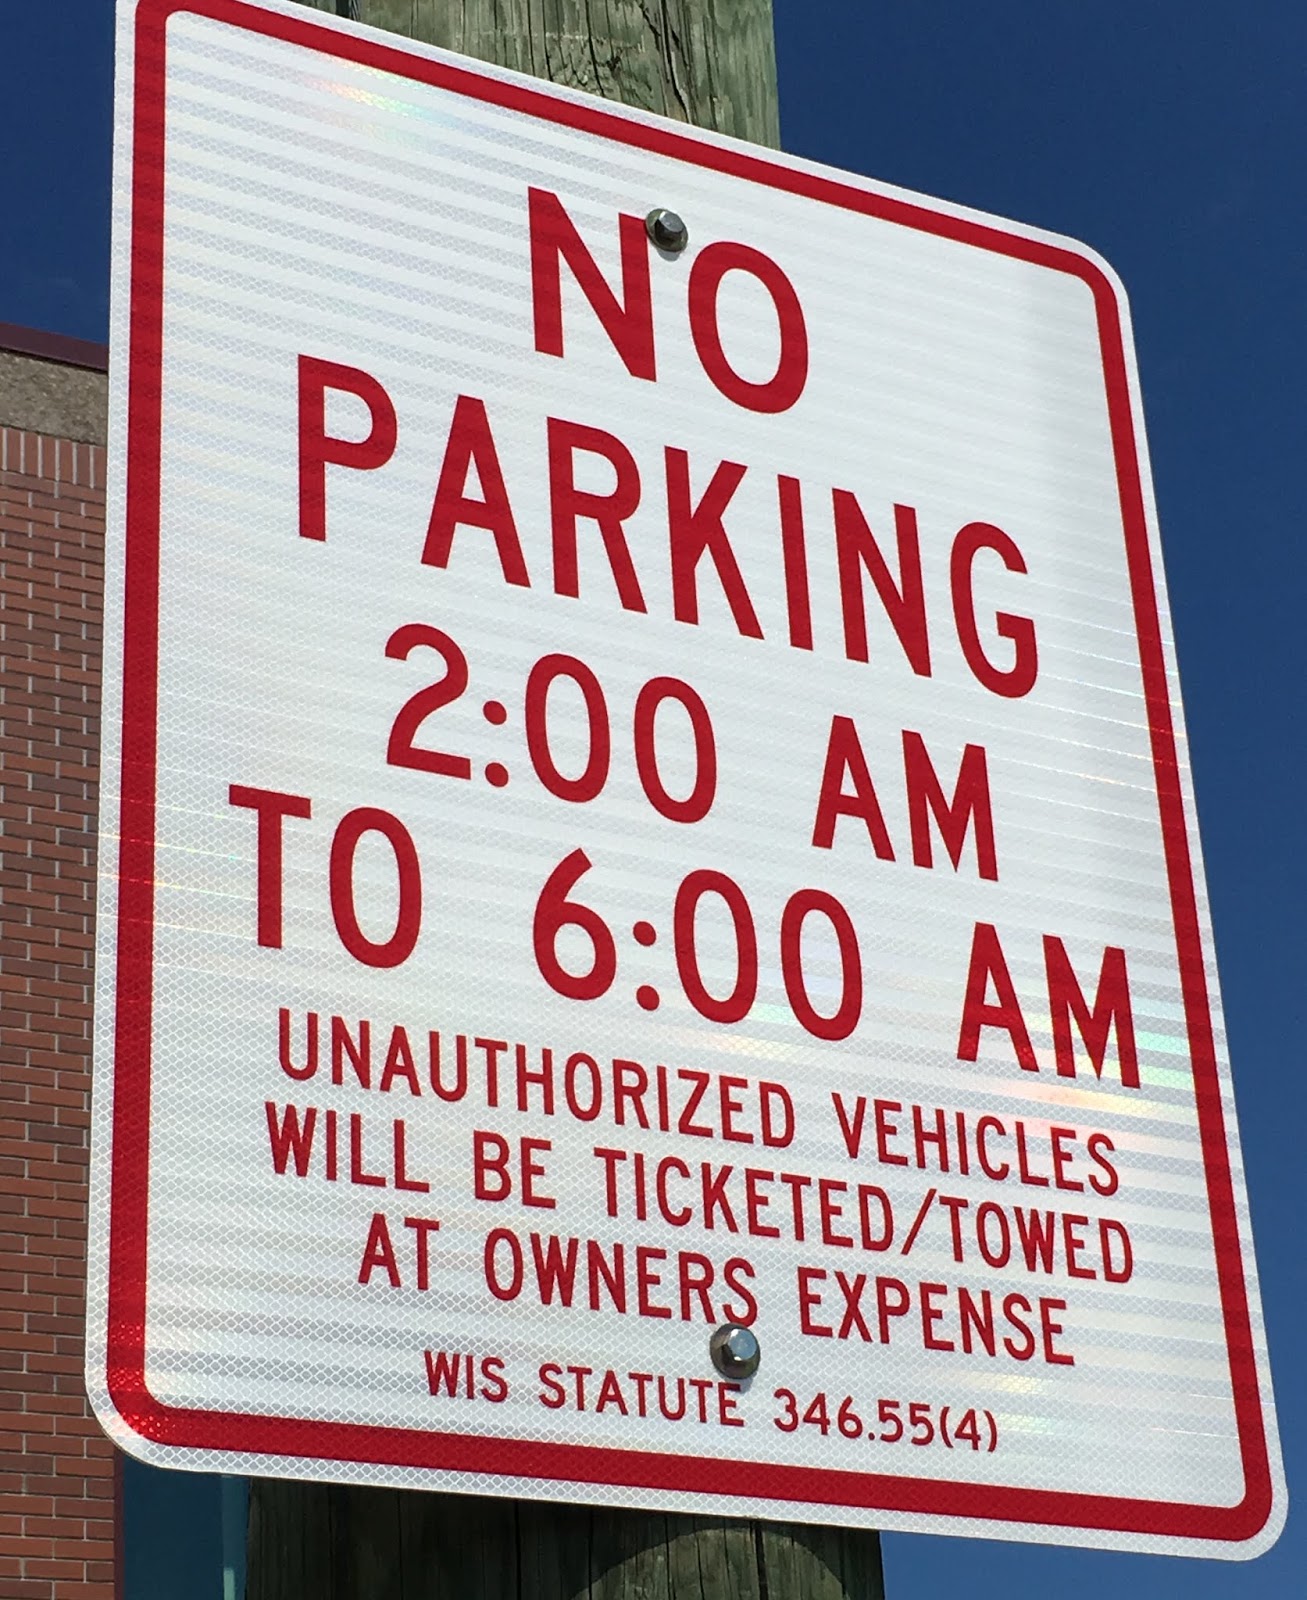 NO
PARKING
2:00 AM
TO 6:00 AM
UNAUTHORIZED VEHICLES
WILL BE TICKETED/TOWED
AT OWNERS EXPENSE
WIS STATUTE 346.55(4)